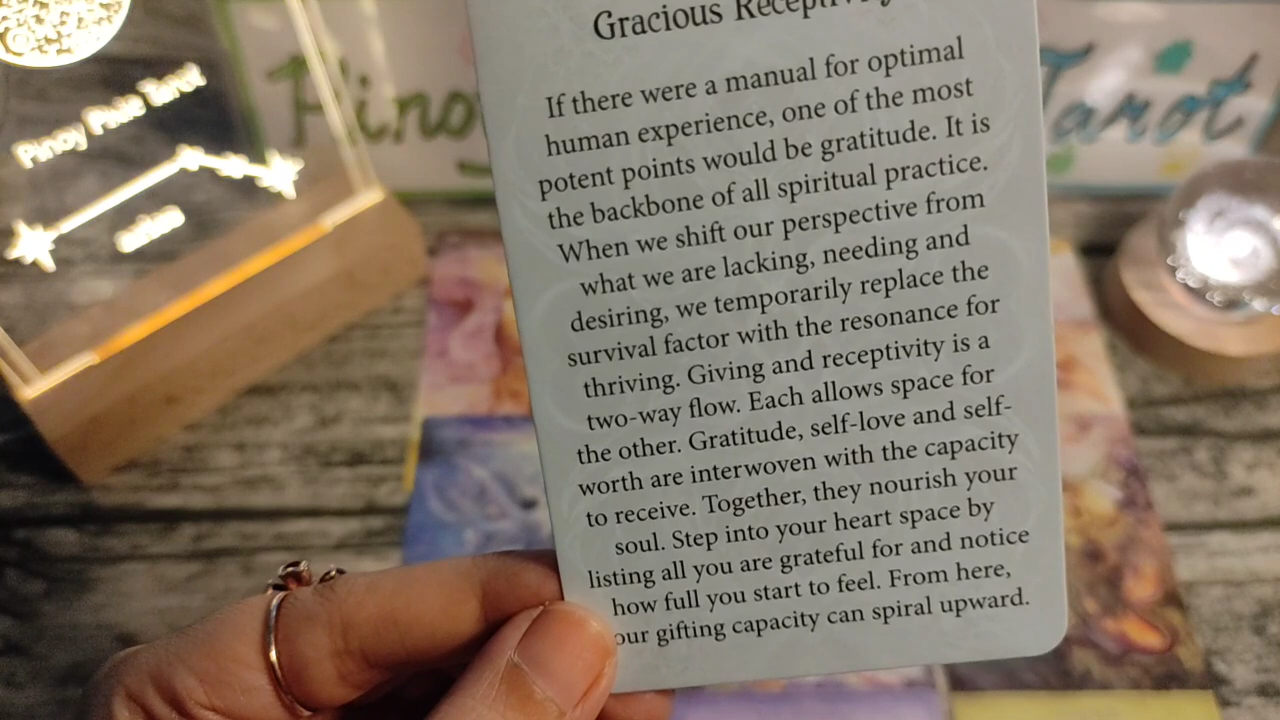 Gracious Receptivity
If there were a manual for optimal
human experience, one of the most
potent points would be gratitude. It is
the backbone of all spiritual practice.
When we shift our perspective from
what we are lacking, needing and
desiring, we temporarily replace the
survival factor with the resonance for
thriving. Giving and receptivity is a
two-way flow. Each allows space for
the other. Gratitude, self-love and self-
worth are interwoven with the capacity
to receive. Together, they nourish your
soul. Step into your heart space by
listing all you are grateful for and notice
how full you start to feel. From here,
our gifting capacity can spiral upward.
Pinoy Pixie Tarot
aries
Pinoy
Tarot